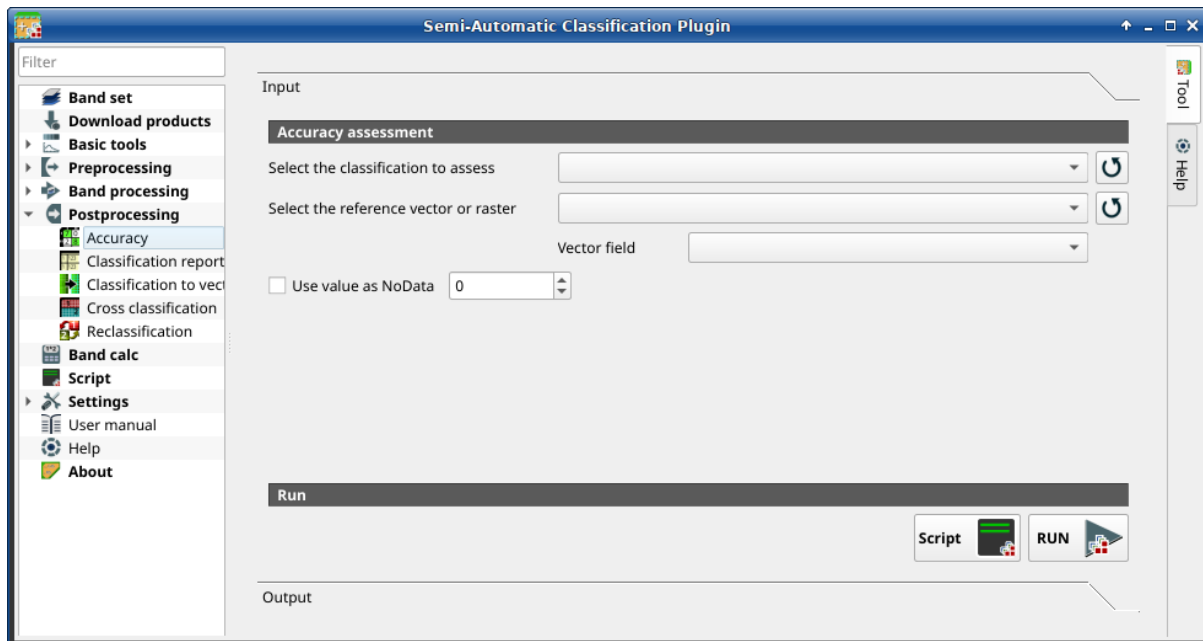 Semi-Automatic Classification Plugin
Filter
Band set
Download products
Basic tools
Preprocessing
Band processing
Postprocessing
Accuracy
Classification report
Classification to vect
Cross classification
Reclassification
Band calc
Script
Settings
User manual
Help
About
Input
Accuracy assessment
Select the classification to assess
Select the reference vector or raster
Vector field
Use value as NoData 0
Run
Script RUN
Output
Tool
Help